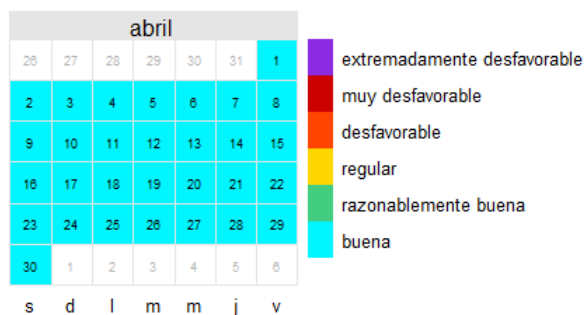 abril
26 27 28 29 30 31 1
2 3 4 5 6 7 8
9 10 11 12 13 14 15
16 17 18 19 20 21 22
23 24 25 26 27 28 29
30 1 2 3 4 5 6
s d l m m j v
extremadamente desfavorable
muy desfavorable
desfavorable
regular
razonablemente buena
buena